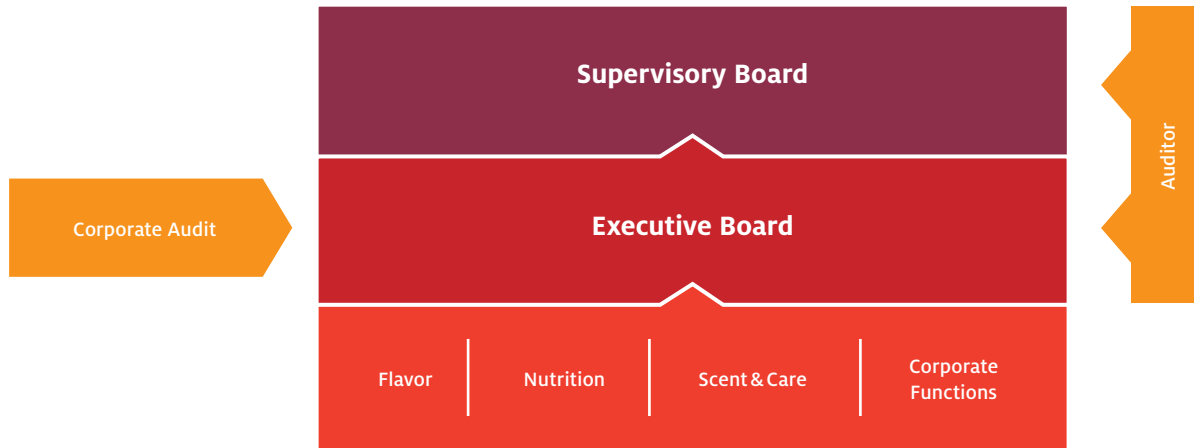 Supervisory Board
Auditor
Corporate Audit
Executive Board
Flavor
Nutrition
Scent & Care
Corporate
Functions